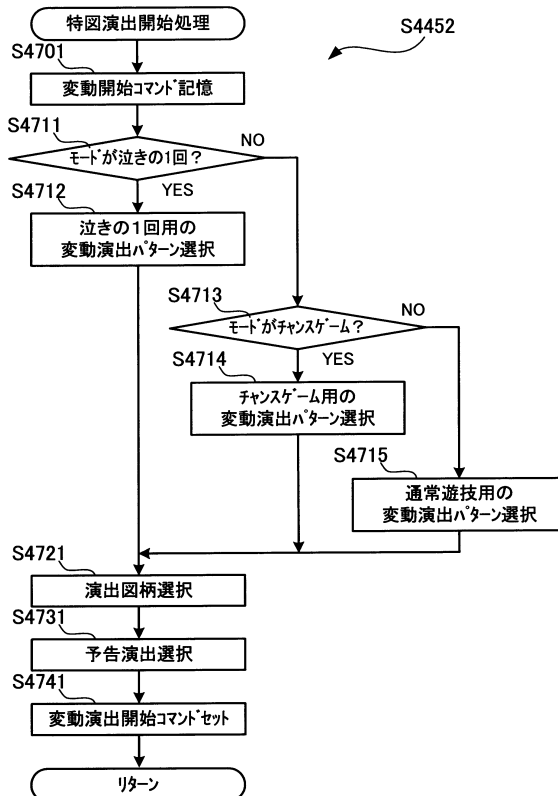 特図演出開始処理
S4452
S4701
変動開始ｺﾏﾝﾄﾞ記憶
S4711
ﾓｰﾄﾞが泣きの1回？
NO
YES
S4712
泣きの１回用の
変動演出ﾊﾟﾀｰﾝ選択
S4713
ﾓｰﾄﾞがﾁｬﾝｽｹﾞｰﾑ？
NO
YES
S4714
ﾁｬﾝｽｹﾞｰﾑ用の
変動演出ﾊﾟﾀｰﾝ選択
S4715
通常遊技用の
変動演出ﾊﾟﾀｰﾝ選択
S4721
演出図柄選択
S4731
予告演出選択
S4741
変動演出開始ｺﾏﾝﾄﾞｾｯﾄ
ﾘﾀｰﾝ